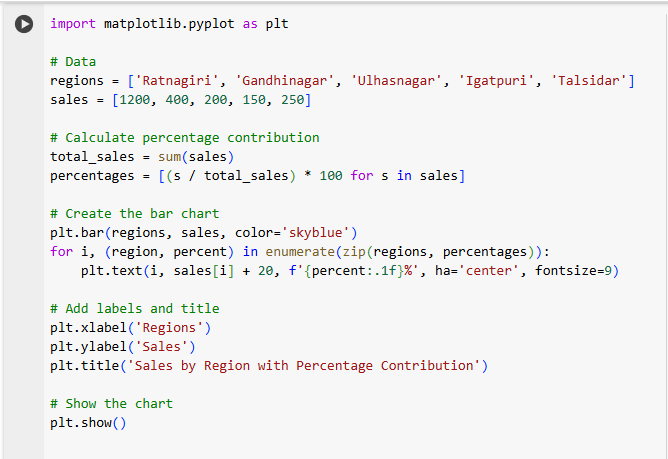 import matplotlib.pyplot as plt
# Data
regions = ['Ratnagiri', 'Gandhinagar', 'Ulhasnagar', 'Igatpuri', 'Talsidar']
sales = [1200, 400, 200, 150, 250]
# Calculate percentage contribution
total_sales = sum(sales)
percentages = [(s / total_sales) * 100 for s in sales]
# Create the bar chart
plt.bar(regions, sales, color='skyblue')
for i, (region, percent) in enumerate(zip(regions, percentages)):
    plt.text(i, sales[i] + 20, f'{percent:.1f}%', ha='center', fontsize=9)
# Add labels and title
plt.xlabel('Regions')
plt.ylabel('Sales')
plt.title('Sales by Region with Percentage Contribution')
# Show the chart
plt.show()